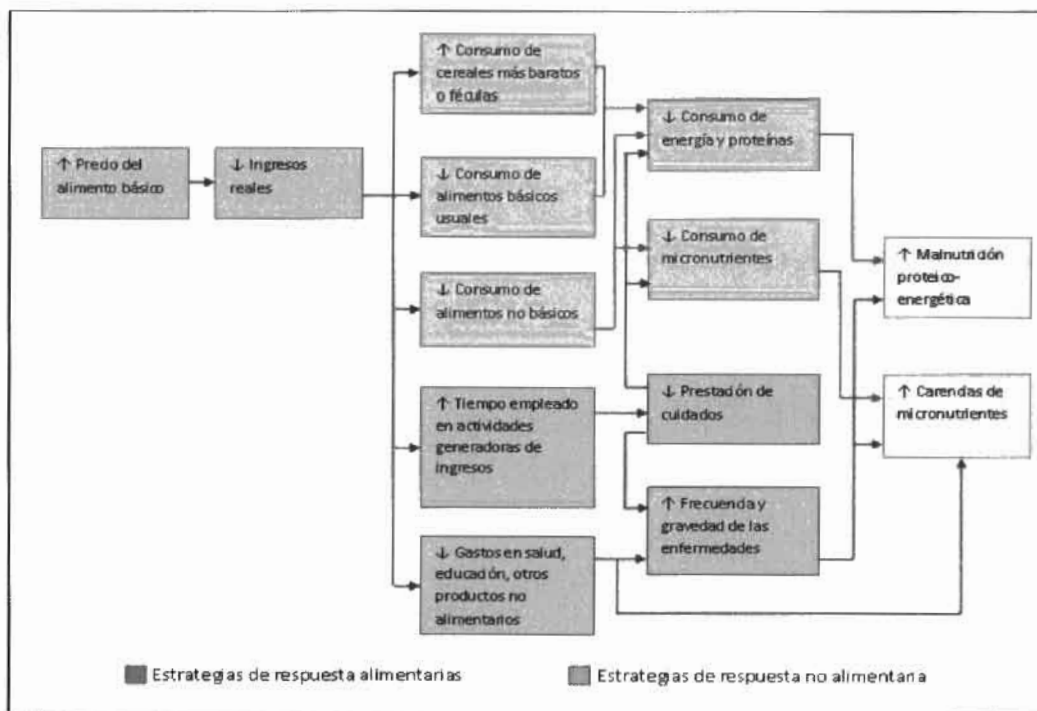 ↑ Precio del
alimento básico
↓ Ingresos
reales
↑ Consumo de
cereales más baratos
o féculas
↓ Consumo de
alimentos básicos
usuales
↓ Consumo de
alimentos no básicos
↑ Tiempo empleado
en actividades
generadoras de
ingresos
↓ Gastos en salud,
educación, otros
productos no
alimentarios
↓ Consumo de
energía y proteínas
↓ Consumo de
micronutrientes
↓ Prestación de
cuidados
↑ Frecuencia y
gravedad de las
enfermedades
↑ Malnutrición
proteico-
energética
↑ Carencias de
micronutrientes
Estrategias de respuesta alimentarias
Estrategias de respuesta no alimentaria